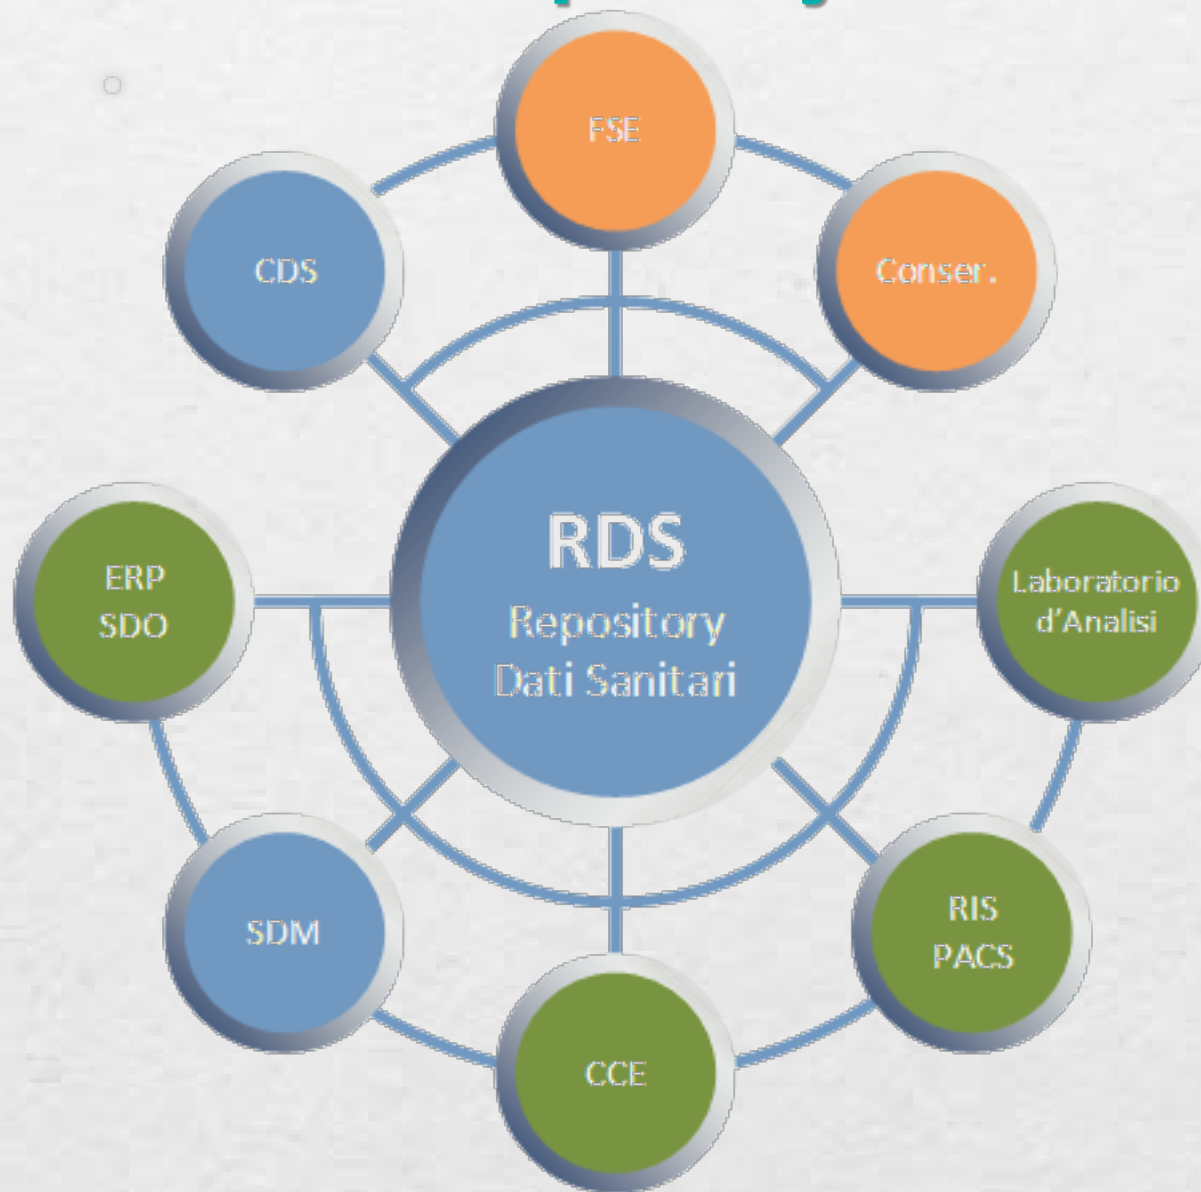 FSE
CDS
Conser.
RDS
Repository
Dati Sanitari
ERP
SDO
Laboratorio
d'Analisi
SDM
RIS
PACS
CCE